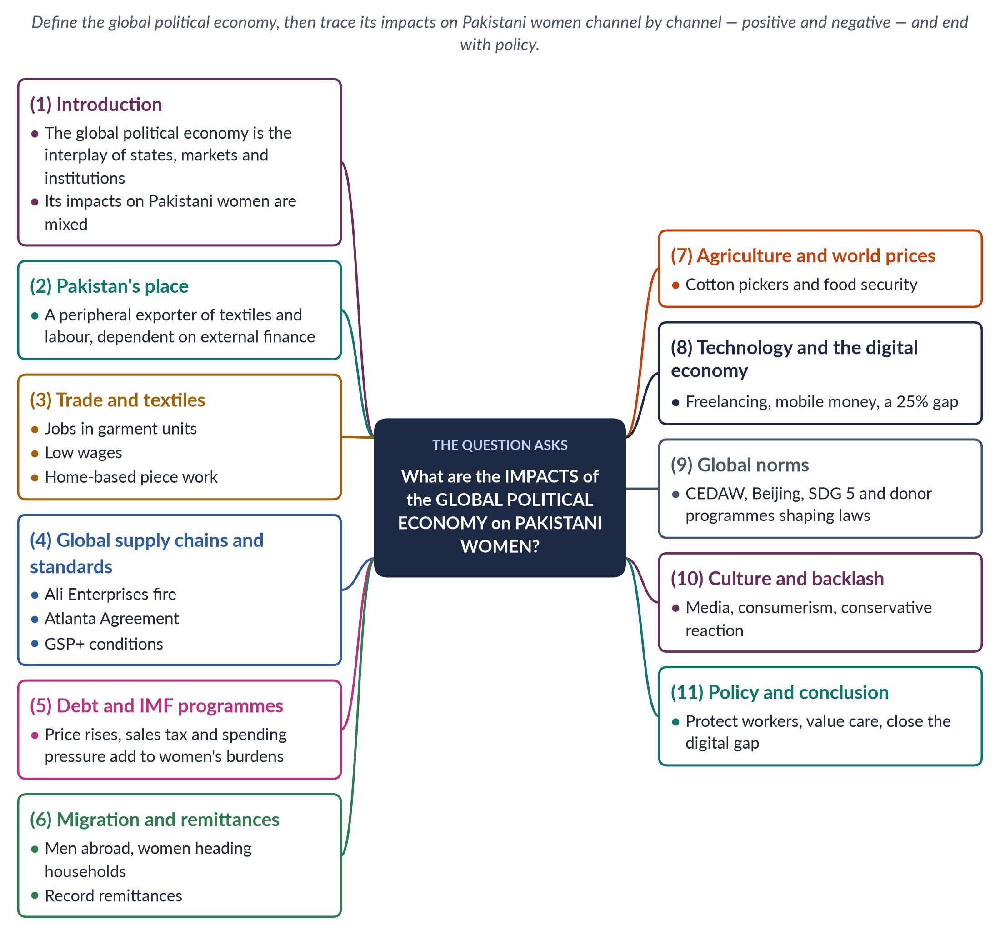 Define the global political economy, then trace its impacts on Pakistani women channel by channel — positive and negative — and end
with policy.
(1) Introduction
• The global political economy is the
interplay of states, markets and
institutions
• Its impacts on Pakistani women are
mixed
(2) Pakistan's place
• A peripheral exporter of textiles and
labour, dependent on external finance
(3) Trade and textiles
• Jobs in garment units
• Low wages
• Home-based piece work
(4) Global supply chains and
standards
• Ali Enterprises fire
• Atlanta Agreement
• GSP+ conditions
(5) Debt and IMF programmes
• Price rises, sales tax and spending
pressure add to women's burdens
(6) Migration and remittances
• Men abroad, women heading
households
• Record remittances
THE QUESTION ASKS
What are the IMPACTS of
the GLOBAL POLITICAL
ECONOMY on PAKISTANI
WOMEN?
(7) Agriculture and world prices
• Cotton pickers and food security
(8) Technology and the digital
economy
• Freelancing, mobile money, a 25% gap
(9) Global norms
• CEDAW, Beijing, SDG 5 and donor
programmes shaping laws
(10) Culture and backlash
• Media, consumerism, conservative
reaction
(11) Policy and conclusion
• Protect workers, value care, close the
digital gap